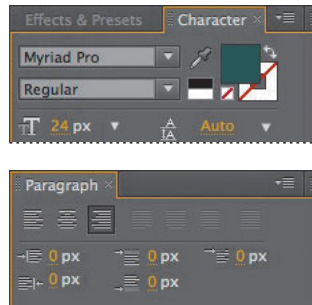 Effects & Presets Character
Myriad Pro
Regular
24 px Auto
Paragraph
0 px 0 px 0 px
0 px 0 px